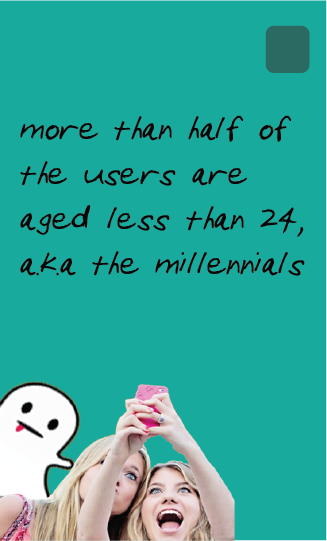 more than half of
the users are
aged less than 24,
a.k.a the millennials